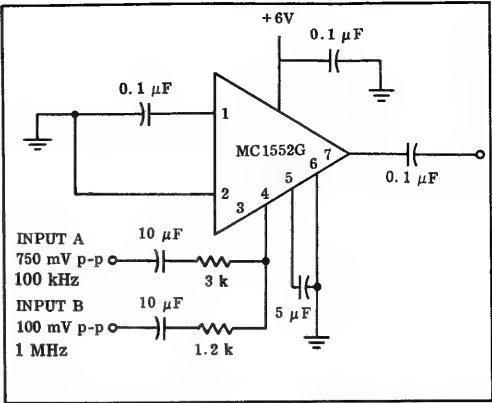 +6V
0.1 µF
0.1 µF
1
MC1552G
7
6
2
5
4
3
0.1 µF
INPUT A
10 µF
750 mV p-p
100 kHz
3 k
INPUT B
10 µF
5 µF
100 mV p-p
1 MHz
1.2 k